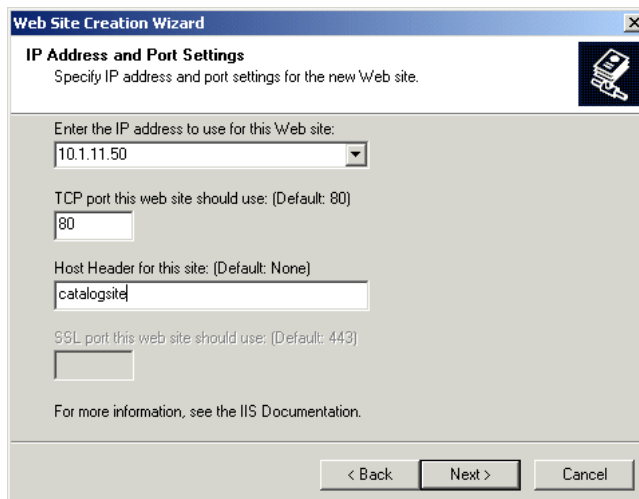 Web Site Creation Wizard
IP Address and Port Settings
Specify IP address and port settings for the new Web site.
Enter the IP address to use for this Web site:
10.1.11.50
TCP port this web site should use: (Default: 80)
80
Host Header for this site: (Default: None)
catalogsite
SSL port this web site should use: (Default: 443)
For more information, see the IIS Documentation.
< Back Next > Cancel